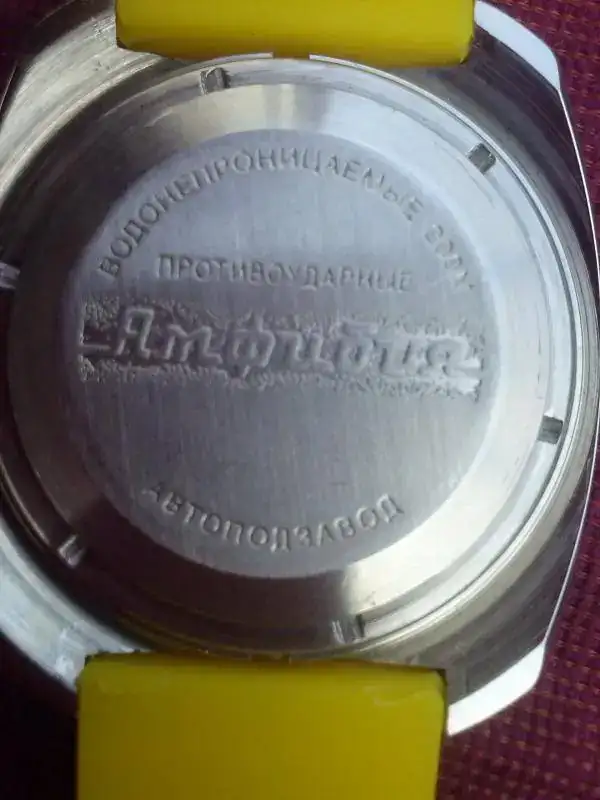 ВОДОНЕПРОНИЦАЕМЫЕ 200М
ПРОТИВОУДАРНЫЕ
Амфибия
АВТОПОДЗАВОД